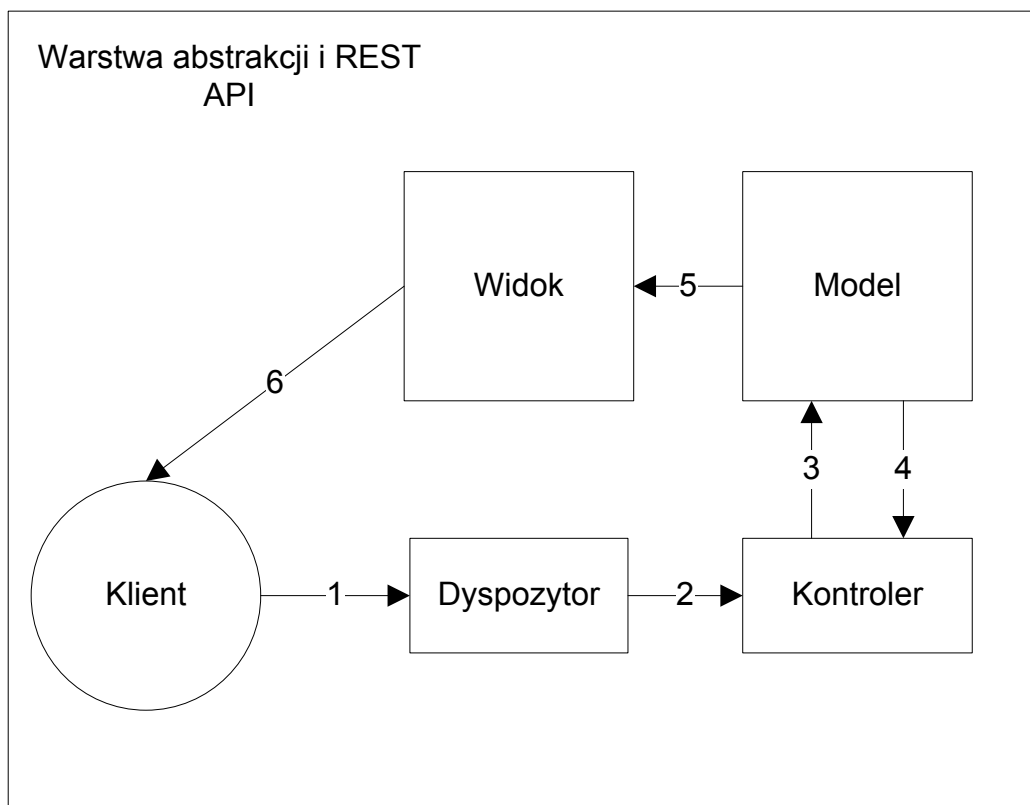 Warstwa abstrakcji i REST
API
Widok
5
Model
6
3
4
Klient
1
Dyspozytor
2
Kontroler